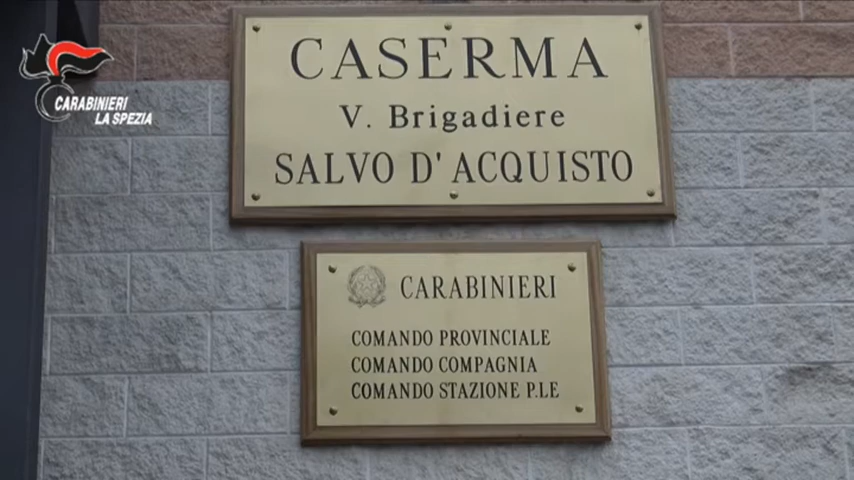 CARABINIERI
LA SPEZIA
CASERMA
V. Brigadiere
SALVO D'ACQUISTO
CARABINIERI
COMANDO PROVINCIALE
COMANDO COMPAGNIA
COMANDO STAZIONE P.LE